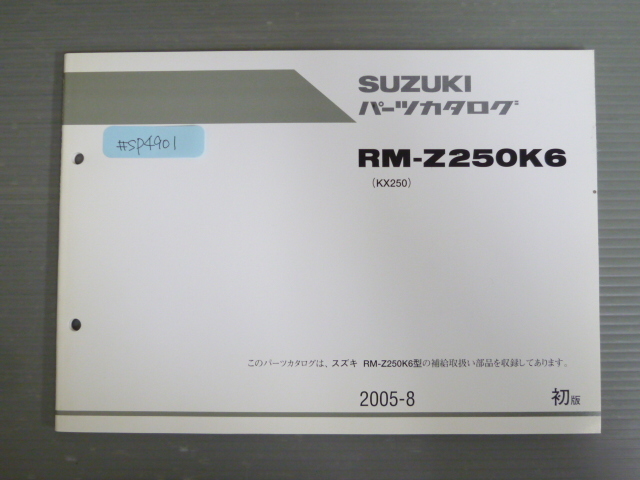 SUZUKI
パーツカタログ
#SP4901
RM-Z250K6
(KX250)
このパーツカタログは、スズキ RM-Z250K6型の補給取扱い部品を収録してあります。
2005-8
初版